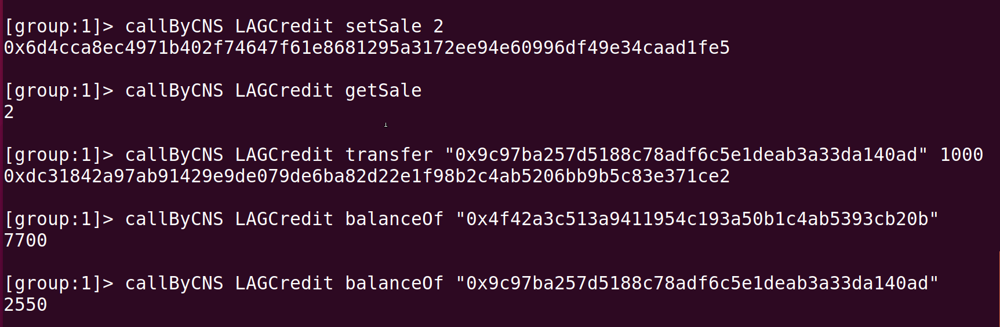 [group:1]> callByCNS LAGCredit setSale 2
0x6d4cca8ec4971b402f74647f61e8681295a3172ee94e60996df49e34caad1fe5
[group:1]> callByCNS LAGCredit getSale
2
[group:1]> callByCNS LAGCredit transfer "0x9c97ba257d5188c78adf6c5e1deab3a33da140ad" 1000
0xdc31842a97ab91429e9de079de6ba82d22e1f98b2c4ab5206bb9b5c83e371ce2
[group:1]> callByCNS LAGCredit balanceOf "0x4f42a3c513a9411954c193a50b1c4ab5393cb20b"
7700
[group:1]> callByCNS LAGCredit balanceOf "0x9c97ba257d5188c78adf6c5e1deab3a33da140ad"
2550